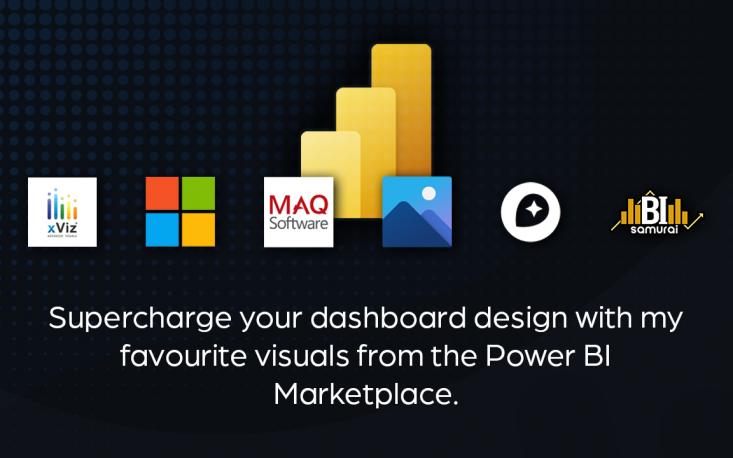 xViz
MAQ
Software
BI
samurai
Supercharge your dashboard design with my
favourite visuals from the Power BI
Marketplace.